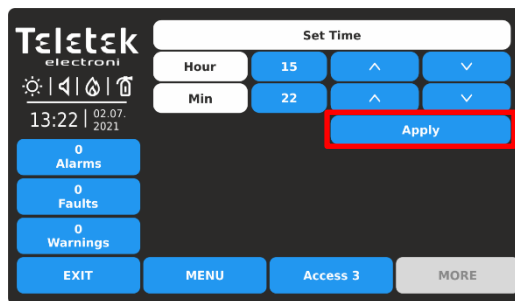 Teletek
electroni
Set Time
Hour 15
Min 22
13:22 02.07.
2021
Apply
0
Alarms
0
Faults
0
Warnings
EXIT MENU Access 3 MORE